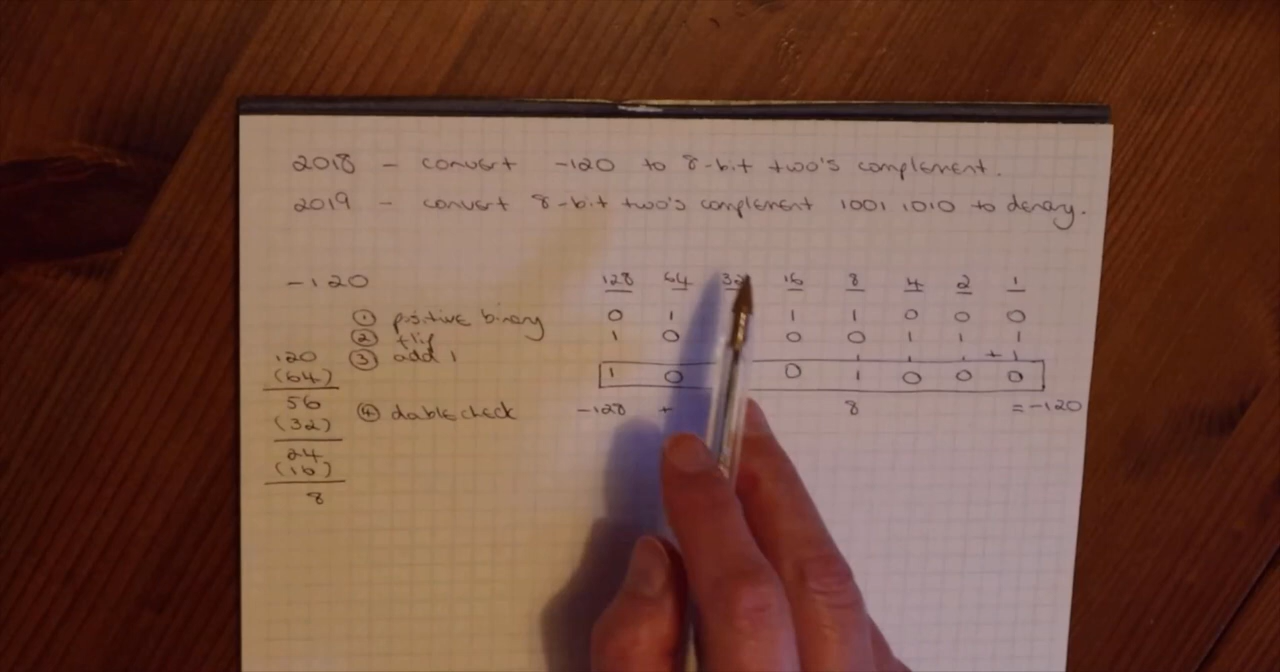 2018 - convert -120 to 8-bit two's complement.
2019 - convert 8-bit two's complement 1001 1010 to denary.
-120 128 64 32 16 8 4 2 1
① positive binary 0 1 1 1 0 0 0
② flip 1 0 0 0 1 1 1
120 ③ add 1 + 1
(64) 1 0 0 1 0 0 0
56 ④ double check -128 + 8 = -120
(32)
24
(16)
8